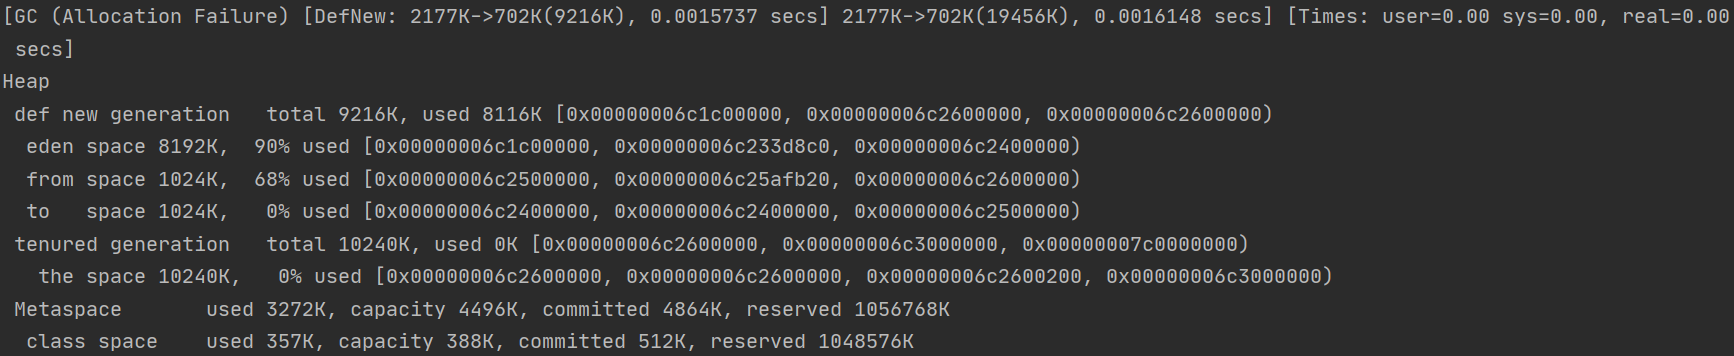 [GC (Allocation Failure) [DefNew: 2177K->702K(9216K), 0.0015737 secs] 2177K->702K(19456K), 0.0016148 secs] [Times: user=0.00 sys=0.00, real=0.00
 secs]
Heap
 def new generation   total 9216K, used 8116K [0x00000006c1c00000, 0x00000006c2600000, 0x00000006c2600000)
  eden space 8192K,  90% used [0x00000006c1c00000, 0x00000006c233d8c0, 0x00000006c2400000)
  from space 1024K,  68% used [0x00000006c2500000, 0x00000006c25afb20, 0x00000006c2600000)
  to   space 1024K,   0% used [0x00000006c2400000, 0x00000006c2400000, 0x00000006c2500000)
 tenured generation   total 10240K, used 0K [0x00000006c2600000, 0x00000006c3000000, 0x00000007c0000000)
   the space 10240K,   0% used [0x00000006c2600000, 0x00000006c2600000, 0x00000006c2600200, 0x00000006c3000000)
 Metaspace       used 3272K, capacity 4496K, committed 4864K, reserved 1056768K
  class space    used 357K, capacity 388K, committed 512K, reserved 1048576K